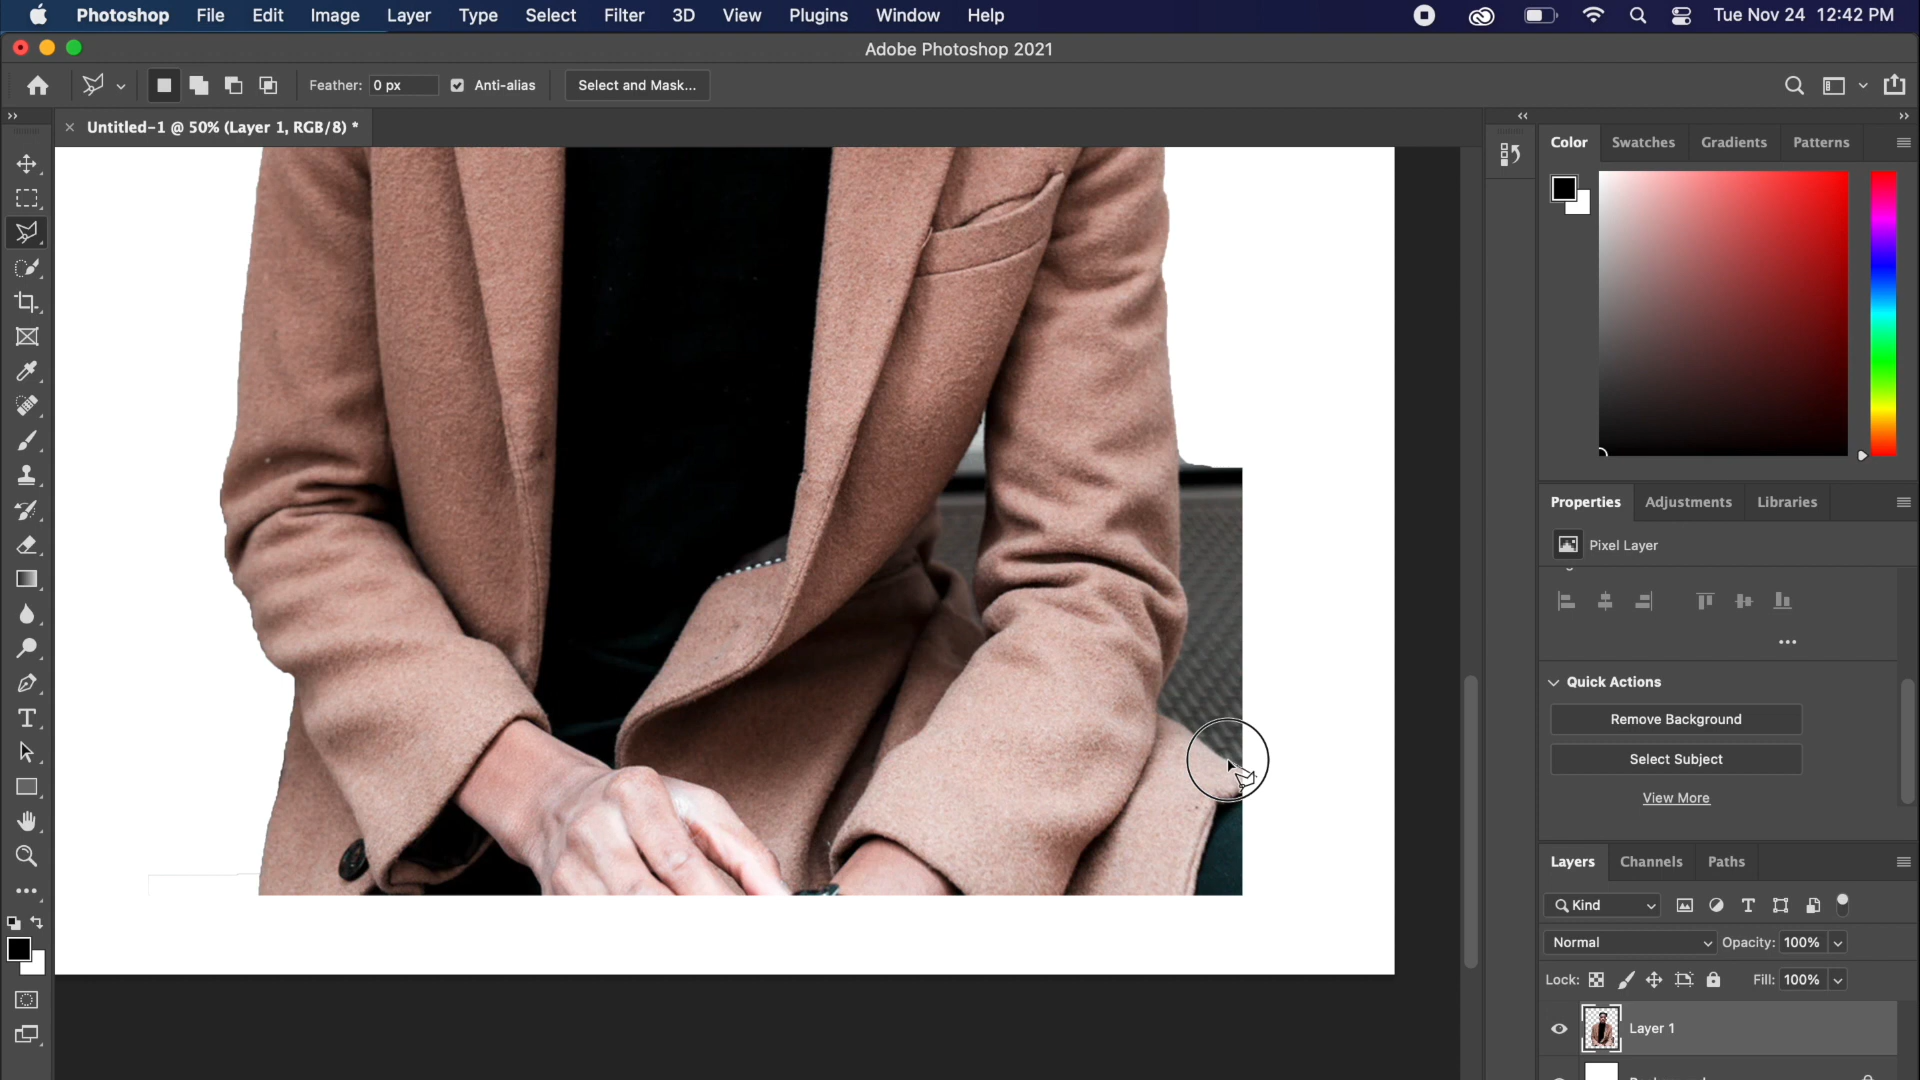 Photoshop File Edit Image Layer Type Select Filter 3D View Plugins Window Help Tue Nov 24 12:42 PM
Adobe Photoshop 2021
Feather: 0 px Anti-alias Select and Mask...
Untitled-1 @ 50% (Layer 1, RGB/8) *
Color Swatches Gradients Patterns
Properties Adjustments Libraries
Pixel Layer
Quick Actions
Remove Background
Select Subject
View More
Layers Channels Paths
Kind
Normal Opacity: 100%
Lock: Fill: 100%
Layer 1